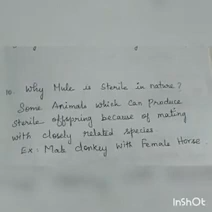 10. Why Mule is Sterile in nature?
Some Animals which can Produce
Sterile offspring because of mating
with closely related species.
Ex: Male donkey with Female Horse.
InShOt